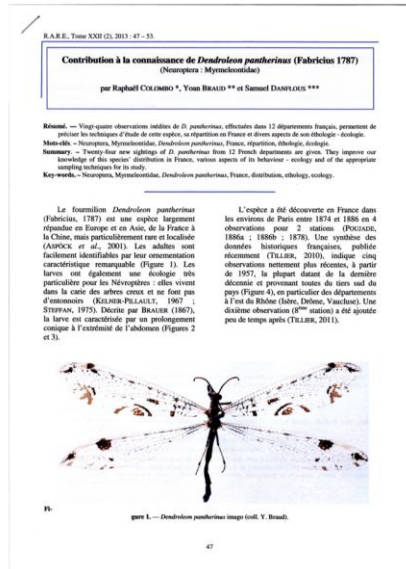 R.A.R.E., Tome XXII (2), 2013 : 47 – 53.
Contribution à la connaissance de Dendroleon pantherinus (Fabricius 1787)
(Neuroptera : Myrmeleontidae)
par Raphaël COLOMBO *, Yoan BRAUD ** et Samuel DANFLOUS ***
Résumé. — Vingt-quatre observations inédites de D. pantherinus, effectuées dans 12 départements français, permettent de
préciser les techniques d'étude de cette espèce, sa répartition en France et divers aspects de son éthologie - écologie.
Mots-clés. – Neuroptera, Myrmeleontidae, Dendroleon pantherinus, France, répartition, éthologie, écologie.
Summary. – Twenty-four new sightings of D. pantherinus from 12 French departments are given. They improve our
knowledge of this species' distribution in France, various aspects of its behaviour - ecology and of the appropriate
sampling techniques for its study.
Key-words. – Neuroptera, Myrmeleontidae, Dendroleon pantherinus, France, distribution, ethology, ecology.
Le fourmilion Dendroleon pantherinus
(Fabricius, 1787) est une espèce largement
répandue en Europe et en Asie, de la France à
la Chine, mais particulièrement rare et localisée
(ASPÖCK et al., 2001). Les adultes sont
facilement identifiables par leur ornementation
caractéristique remarquable (Figure 1). Les
larves ont également une écologie très
particulière pour les Névroptères : elles vivent
dans la carie des arbres creux et ne font pas
d'entonnoirs (KELNER-PILLAULT, 1967 ;
STEFFAN, 1975). Décrite par BRAUER (1867),
la larve est caractérisée par un prolongement
conique à l'extrémité de l'abdomen (Figures 2
et 3).
L'espèce a été découverte en France dans
les environs de Paris entre 1874 et 1886 en 4
observations pour 2 stations (POUJADE,
1886a ; 1886b ; 1878). Une synthèse des
données historiques françaises, publiée
récemment (TILLIER, 2010), indique cinq
observations nettement plus récentes, à partir
de 1957, la plupart datant de la dernière
décennie et provenant toutes du tiers sud du
pays (Figure 4), en particulier des départements
à l'est du Rhône (Isère, Drôme, Vaucluse). Une
dixième observation (8ème station) a été ajoutée
peu de temps après (TILLIER, 2011).
Fi-
gure 1. — Dendroleon pantherinus imago (coll. Y. Braud).
47